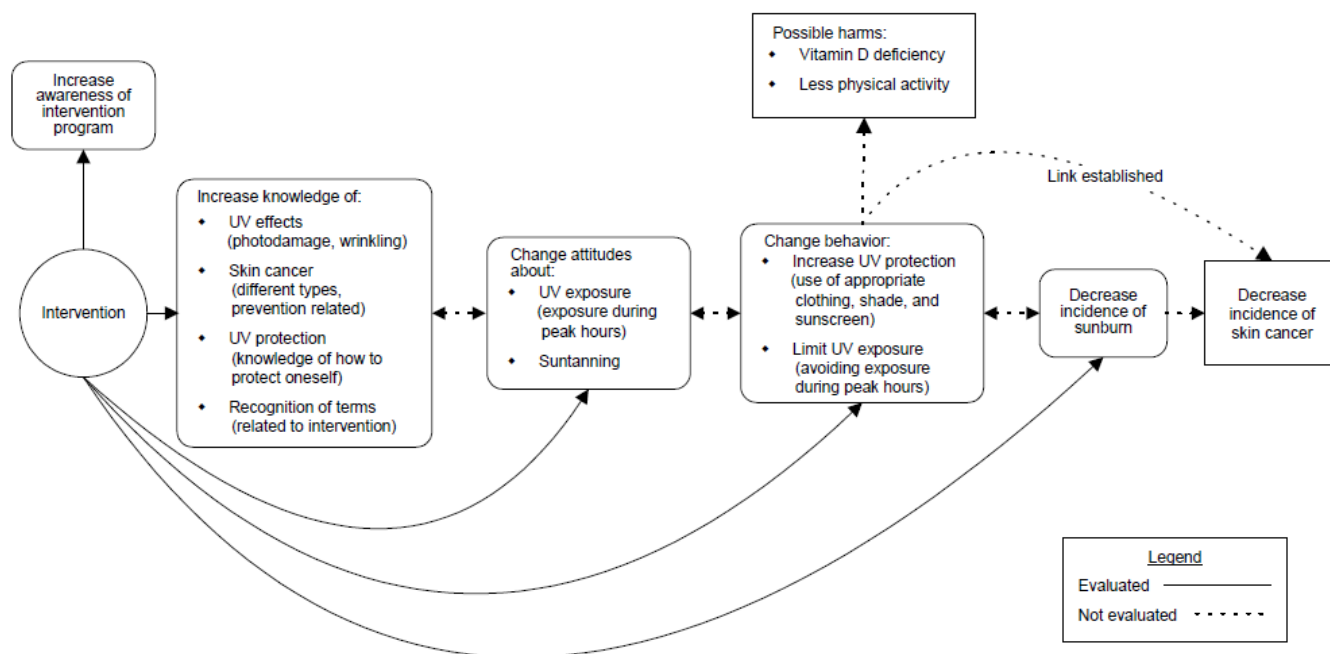 Possible harms:
◆ Vitamin D deficiency
◆ Less physical activity
Increase
awareness of
intervention
program
Link established
Increase knowledge of:
◆ UV effects
(photodamage, wrinkling)
◆ Skin cancer
(different types,
prevention related)
◆ UV protection
(knowledge of how to
protect oneself)
◆ Recognition of terms
(related to intervention)
Intervention
Change attitudes
about:
◆ UV exposure
(exposure during
peak hours)
◆ Suntanning
Change behavior:
◆ Increase UV protection
(use of appropriate
clothing, shade, and
sunscreen)
◆ Limit UV exposure
(avoiding exposure
during peak hours)
Decrease
incidence of
sunburn
Decrease
incidence of
skin cancer
Legend
Evaluated
Not evaluated